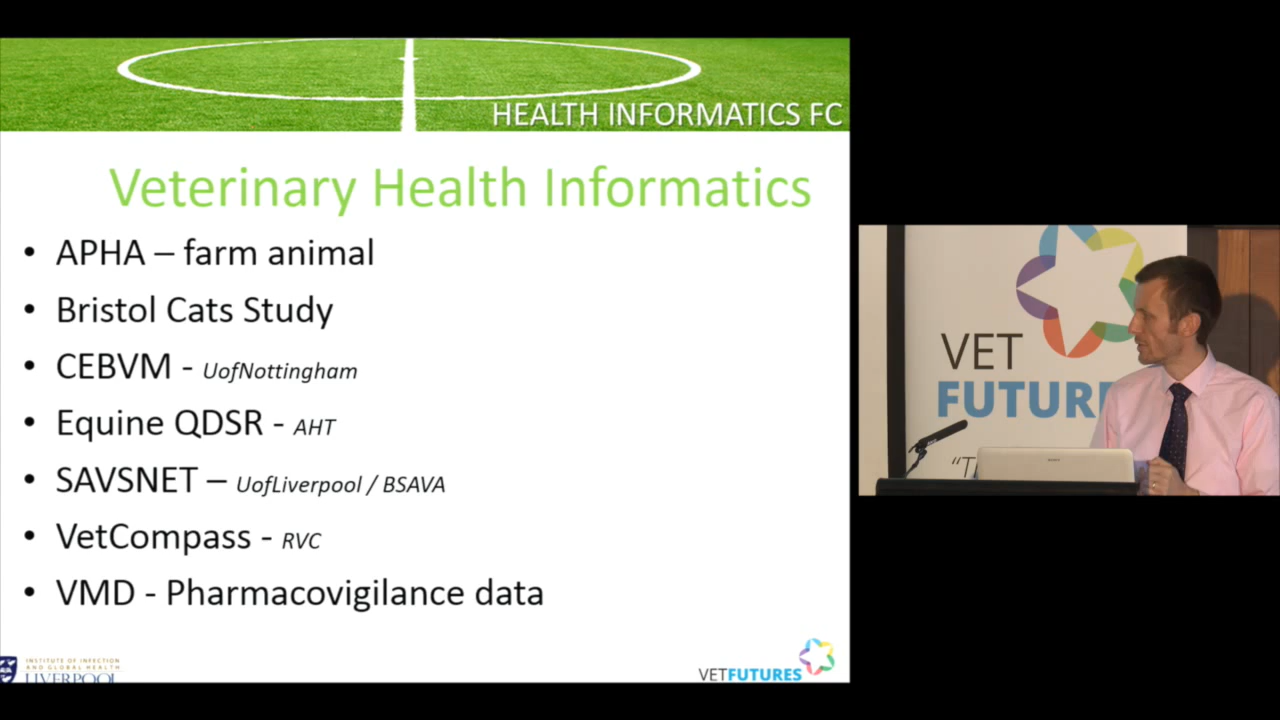 HEALTH INFORMATICS FC
Veterinary Health Informatics
• APHA – farm animal
• Bristol Cats Study
• CEBVM - UofNottingham
• Equine QDSR - AHT
• SAVSNET – UofLiverpool / BSAVA
• VetCompass - RVC
• VMD - Pharmacovigilance data
INSTITUTE OF INFECTION
AND GLOBAL HEALTH
LIVERPOOL
VETFUTURES
VET
FUTUR
“T